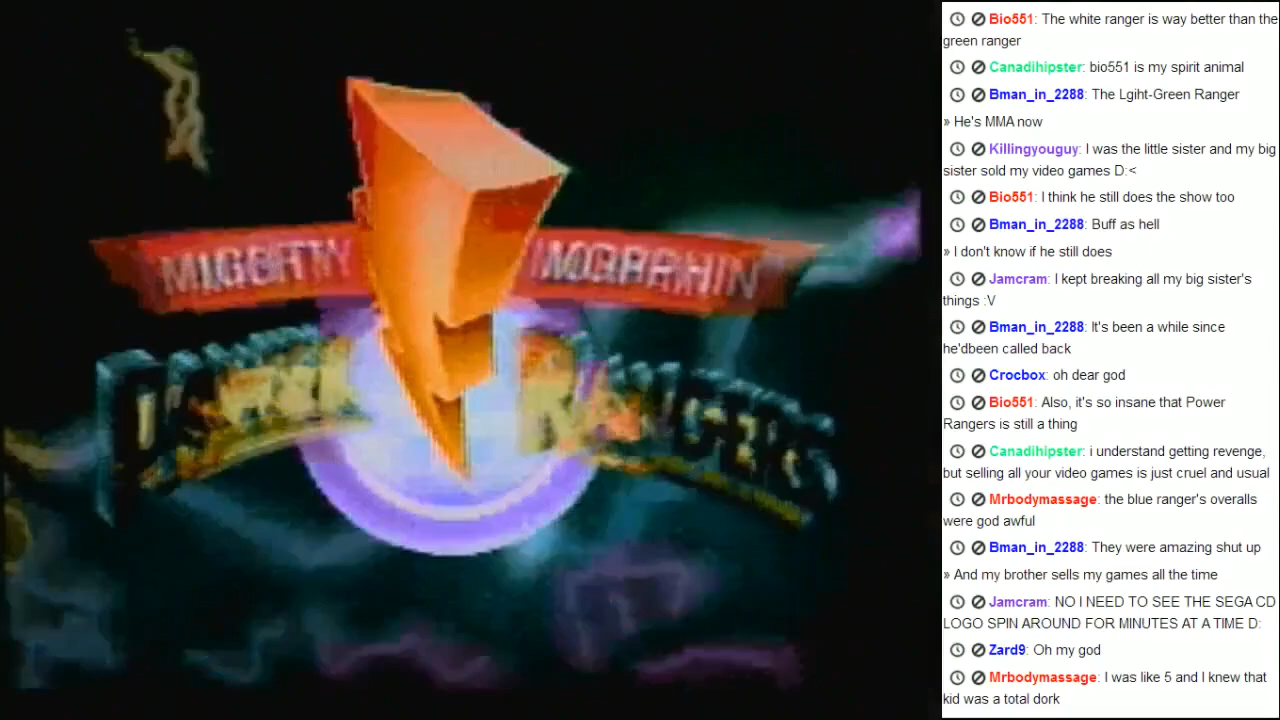 MIGHTY MORPHIN
POWER RANGERS
Bio551: The white ranger is way better than the
green ranger
Canadihipster: bio551 is my spirit animal
Bman_in_2288: The Lgiht-Green Ranger
» He's MMA now
Killingyouguy: I was the little sister and my big
sister sold my video games D:<
Bio551: I think he still does the show too
Bman_in_2288: Buff as hell
» I don't know if he still does
Jamcram: I kept breaking all my big sister's
things :V
Bman_in_2288: It's been a while since
he'dbeen called back
Crocbox: oh dear god
Bio551: Also, it's so insane that Power
Rangers is still a thing
Canadihipster: i understand getting revenge,
but selling all your video games is just cruel and usual
Mrbodymassage: the blue ranger's overalls
were god awful
Bman_in_2288: They were amazing shut up
» And my brother sells my games all the time
Jamcram: NO I NEED TO SEE THE SEGA CD
LOGO SPIN AROUND FOR MINUTES AT A TIME D:
Zard9: Oh my god
Mrbodymassage: I was like 5 and I knew that
kid was a total dork